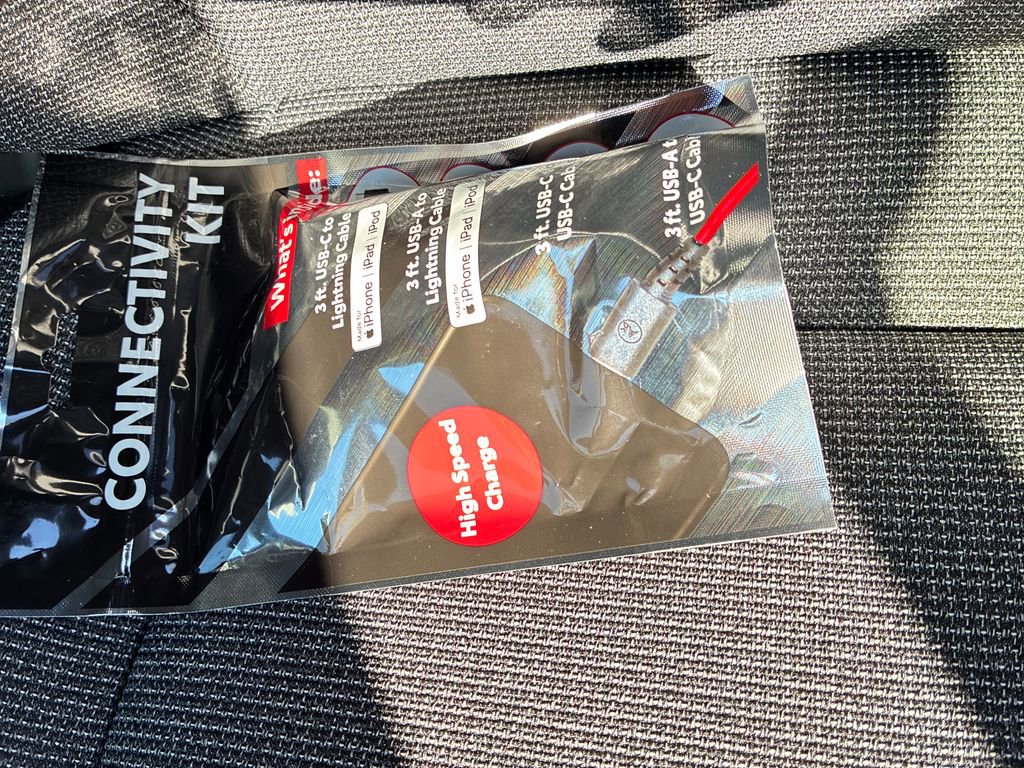 CONNECTIVITY
KIT
What's
3 ft. USB-C to
Lightning Cable
Made for
iPhone | iPad | iPod
3 ft. USB-A to
Lightning Cable
Made for
iPhone | iPad | iPod
3 ft. USB-C
USB-C Cab
3 ft. USB-A t
USB-C Cab
High Speed
Charge